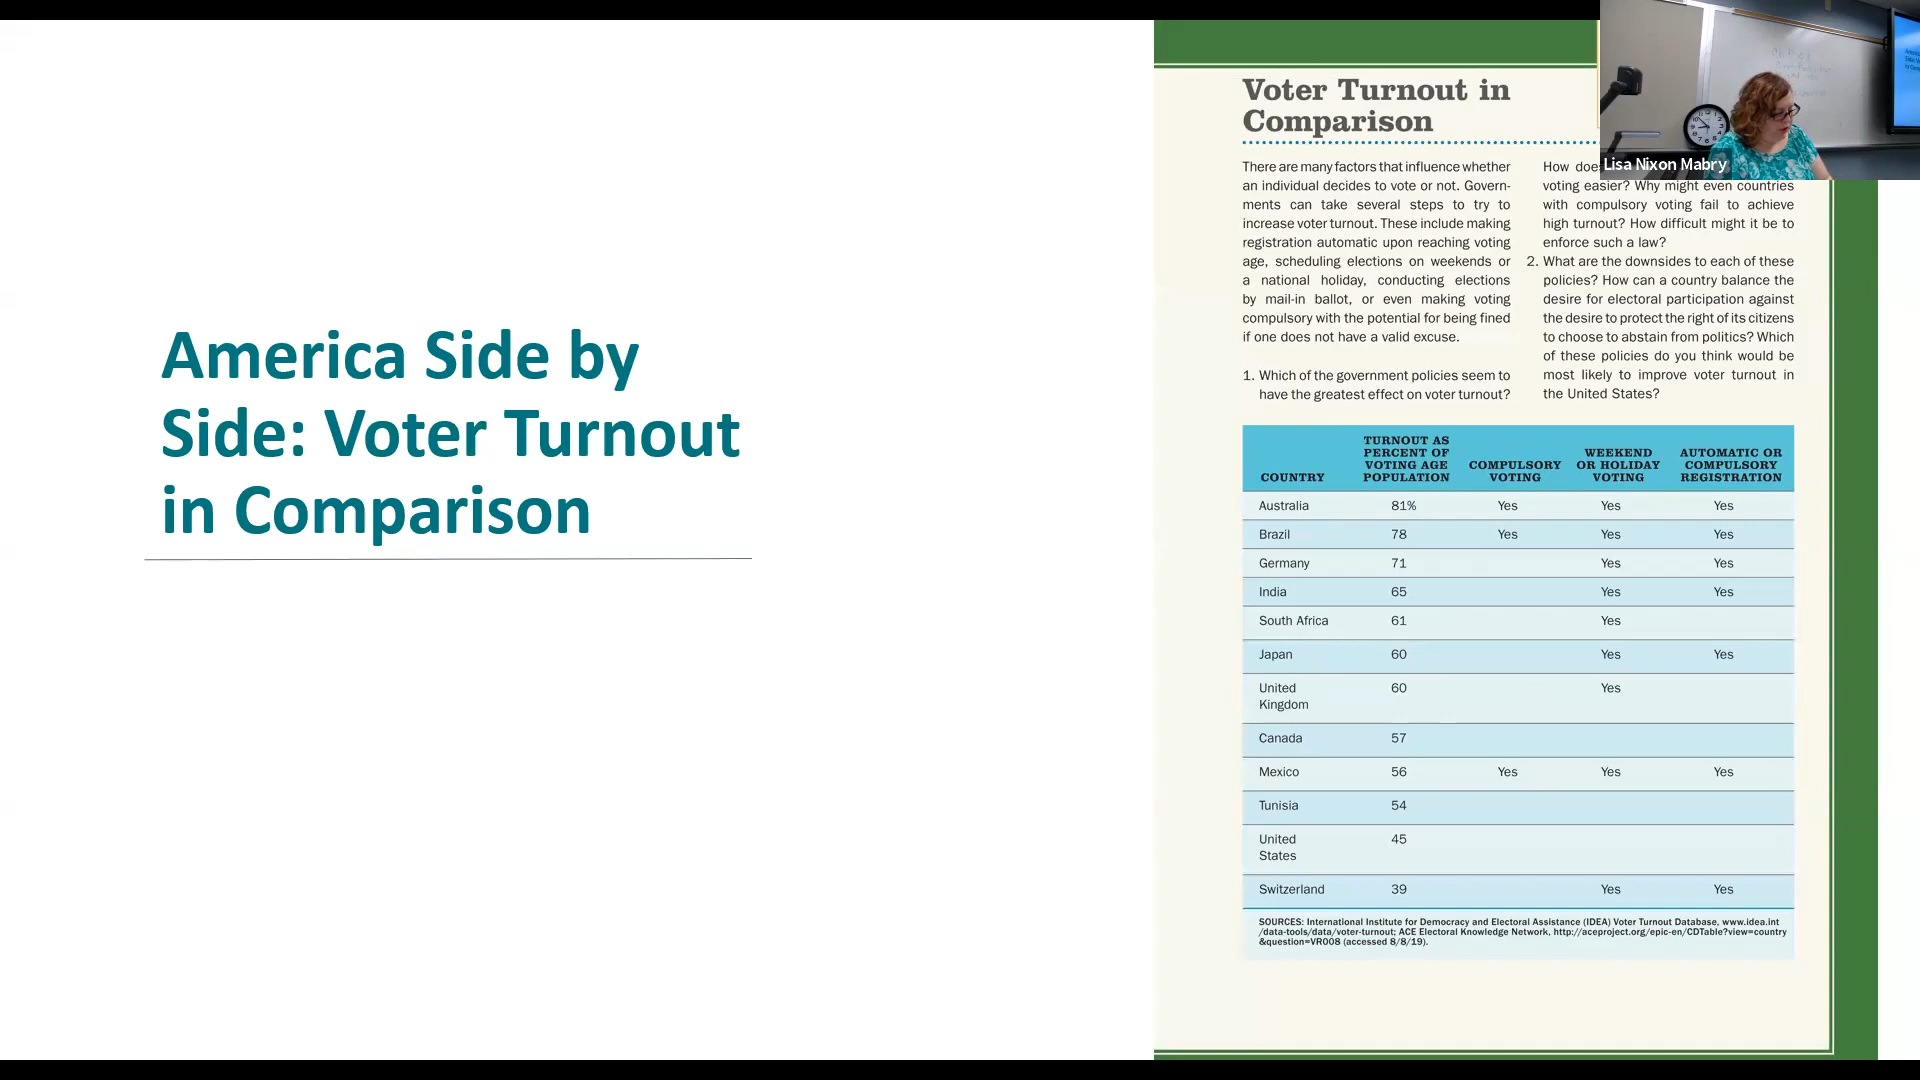 America Side by
Side: Voter Turnout
in Comparison
Voter Turnout in
Comparison
There are many factors that influence whether
an individual decides to vote or not. Govern-
ments can take several steps to try to
increase voter turnout. These include making
registration automatic upon reaching voting
age, scheduling elections on weekends or
a national holiday, conducting elections
by mail-in ballot, or even making voting
compulsory with the potential for being fined
if one does not have a valid excuse.
1. Which of the government policies seem to
have the greatest effect on voter turnout?
How
voting easier? Why might even countries
with compulsory voting fail to achieve
high turnout? How difficult might it be to
enforce such a law?
2. What are the downsides to each of these
policies? How can a country balance the
desire for electoral participation against
the desire to protect the right of its citizens
to choose to abstain from politics? Which
of these policies do you think would be
most likely to improve voter turnout in
the United States?
COUNTRY TURNOUT AS PERCENT OF VOTING AGE POPULATION COMPULSORY VOTING WEEKEND OR HOLIDAY VOTING AUTOMATIC OR COMPULSORY REGISTRATION
Australia 81% Yes Yes Yes
Brazil 78 Yes Yes Yes
Germany 71 Yes Yes
India 65 Yes Yes
South Africa 61 Yes
Japan 60 Yes Yes
United Kingdom 60 Yes
Canada 57
Mexico 56 Yes Yes Yes
Tunisia 54
United States 45
Switzerland 39 Yes Yes
SOURCES: International Institute for Democracy and Electoral Assistance (IDEA) Voter Turnout Database, www.idea.int
/data-tools/data/voter-turnout; ACE Electoral Knowledge Network, http://aceproject.org/epic-en/CDTable?view=country
&question=VR008 (accessed 8/8/19).
Lisa Nixon Mabry